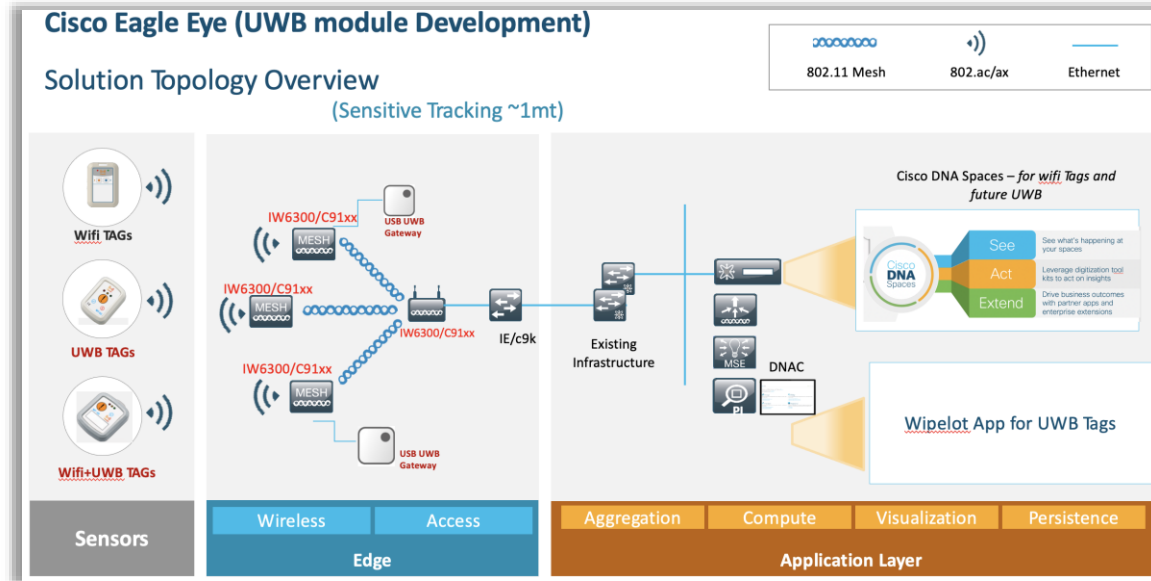 Cisco Eagle Eye (UWB module Development)
Solution Topology Overview
(Sensitive Tracking ~1mt)
802.11 Mesh
802.ac/ax
Ethernet
Wifi TAGs
UWB TAGs
Wifi+UWB TAGs
IW6300/C91xx
MESH
USB UWB
Gateway
IW6300/C91xx
MESH
IW6300/C91xx
IW6300/C91xx
MESH
USB UWB
Gateway
IE/c9k
Existing
Infrastructure
MSE
DNAC
PI
Cisco DNA Spaces – for wifi Tags and
future UWB
Cisco
DNA
Spaces
See
See what's happening at
your spaces
Act
Leverage digitization tool
kits to act on insights
Extend
Drive business outcomes
with partner apps and
enterprise extensions
Wipelot App for UWB Tags
Sensors
Wireless
Access
Edge
Aggregation
Compute
Visualization
Persistence
Application Layer